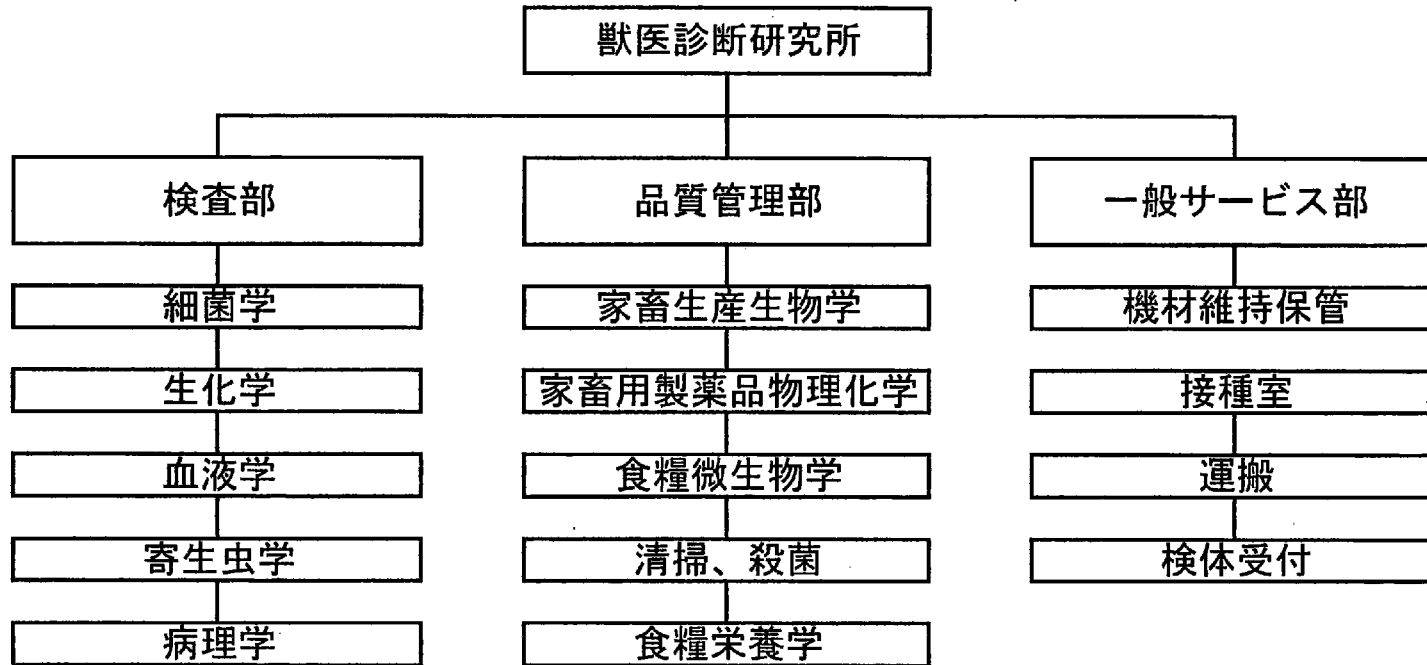 獣医診断研究所
検査部
品質管理部
一般サービス部
細菌学
家畜生産生物学
機材維持保管
生化学
家畜用製薬品物理化学
接種室
血液学
食糧微生物学
運搬
寄生虫学
清掃、殺菌
検体受付
病理学
食糧栄養学